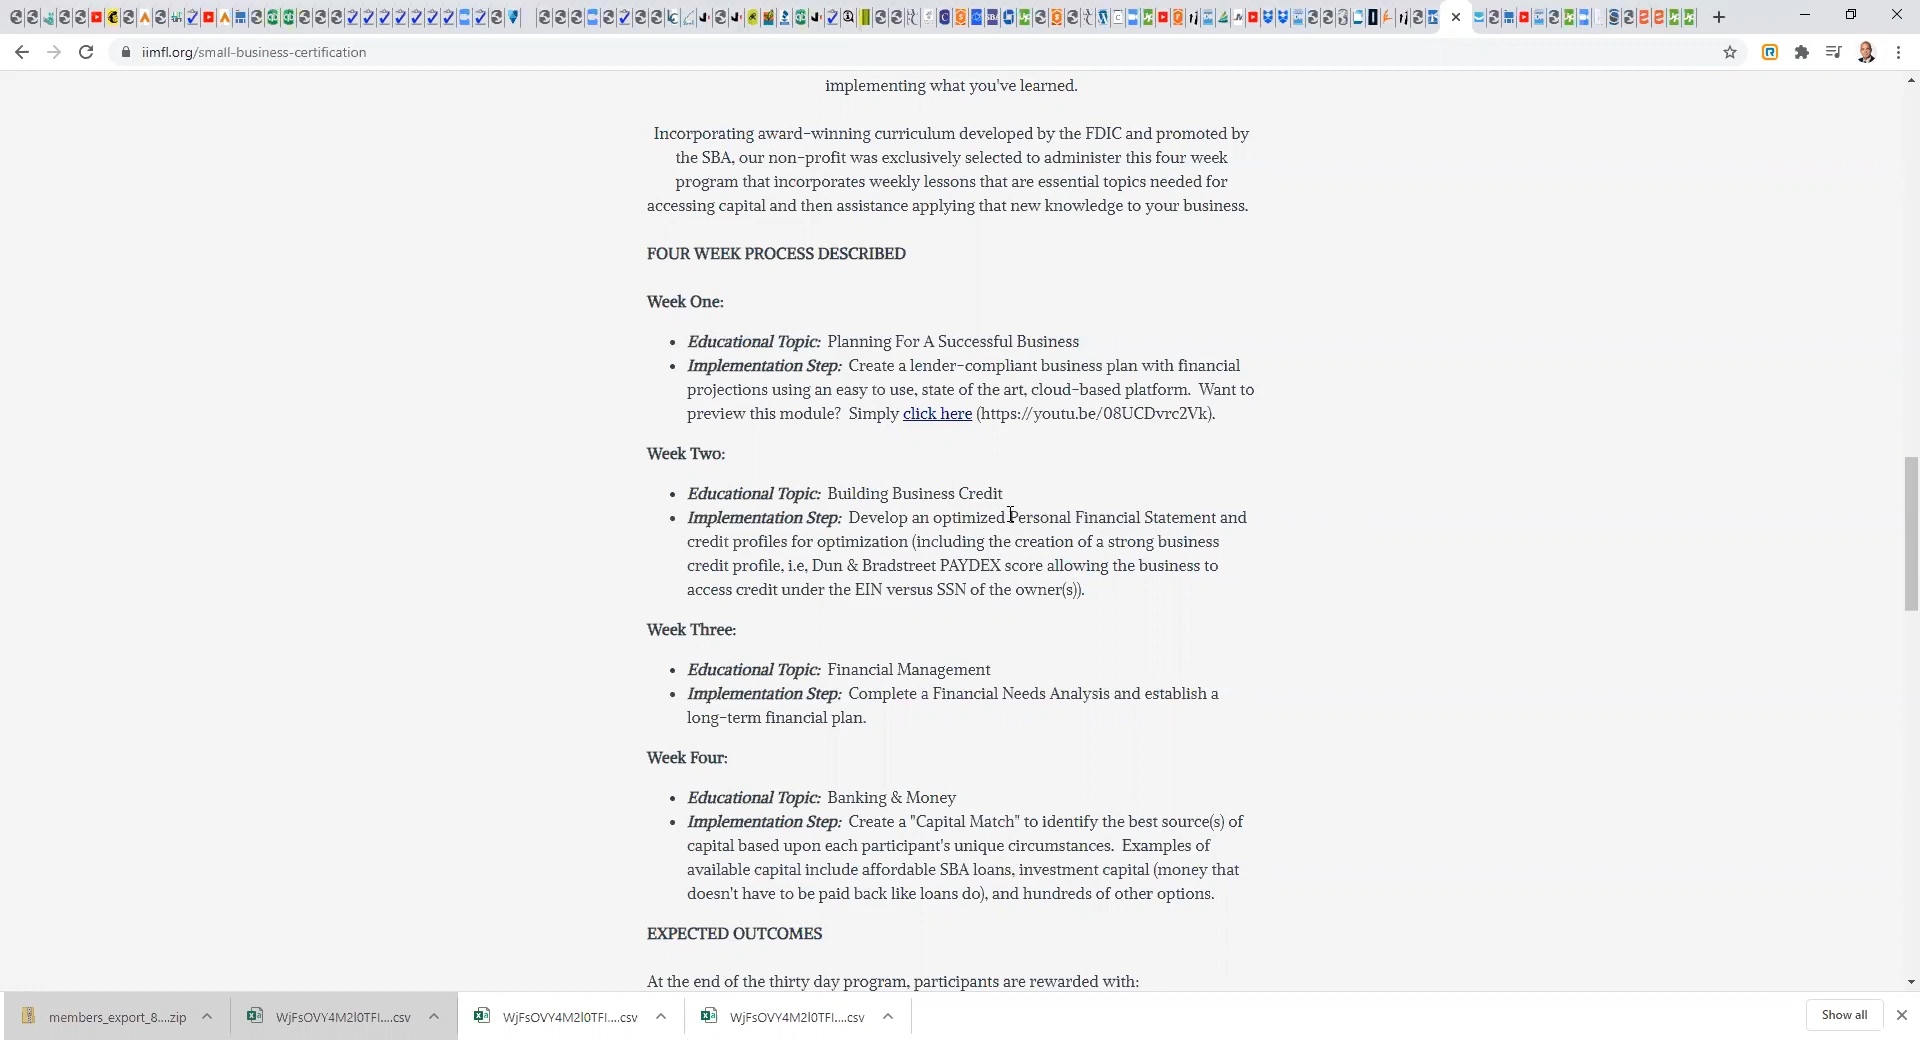 iimfl.org/small-business-certification
implementing what you've learned.
Incorporating award-winning curriculum developed by the FDIC and promoted by
the SBA, our non-profit was exclusively selected to administer this four week
program that incorporates weekly lessons that are essential topics needed for
accessing capital and then assistance applying that new knowledge to your business.
FOUR WEEK PROCESS DESCRIBED
Week One:
• Educational Topic: Planning For A Successful Business
• Implementation Step: Create a lender-compliant business plan with financial
projections using an easy to use, state of the art, cloud-based platform. Want to
preview this module? Simply click here (https://youtu.be/08UCDvrc2Vk).
Week Two:
• Educational Topic: Building Business Credit
• Implementation Step: Develop an optimized Personal Financial Statement and
credit profiles for optimization (including the creation of a strong business
credit profile, i.e, Dun & Bradstreet PAYDEX score allowing the business to
access credit under the EIN versus SSN of the owner(s)).
Week Three:
• Educational Topic: Financial Management
• Implementation Step: Complete a Financial Needs Analysis and establish a
long-term financial plan.
Week Four:
• Educational Topic: Banking & Money
• Implementation Step: Create a "Capital Match" to identify the best source(s) of
capital based upon each participant's unique circumstances. Examples of
available capital include affordable SBA loans, investment capital (money that
doesn't have to be paid back like loans do), and hundreds of other options.
EXPECTED OUTCOMES
At the end of the thirty day program, participants are rewarded with:
members_export_8....zip
WjFsOVY4M2l0TFI....csv
WjFsOVY4M2l0TFI....csv
WjFsOVY4M2l0TFI....csv
Show all